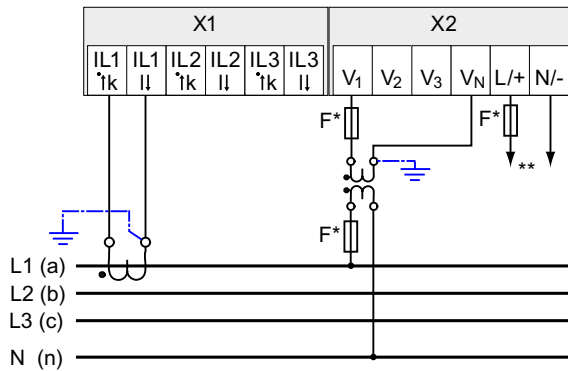 X1 X2
IL1 IL1 IL2 IL2 IL3 IL3
k l k l k l
V1 V2 V3 VN L/+ N/-
F* F*
**
F*
L1 (a)
L2 (b)
L3 (c)
N (n)